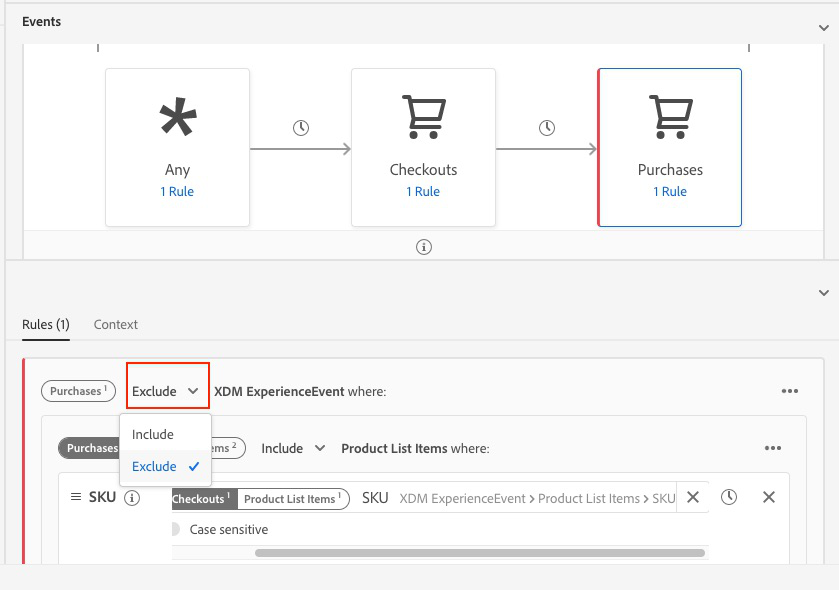 Events
Any
1 Rule
Checkouts
1 Rule
Purchases
1 Rule
Rules (1)
Context
Purchases 1 Exclude XDM ExperienceEvent where:
Include
Exclude
Purchases 2 Include Product List Items where:
SKU Checkouts 1 Product List Items 1 SKU XDM ExperienceEvent > Product List Items > SKU
Case sensitive